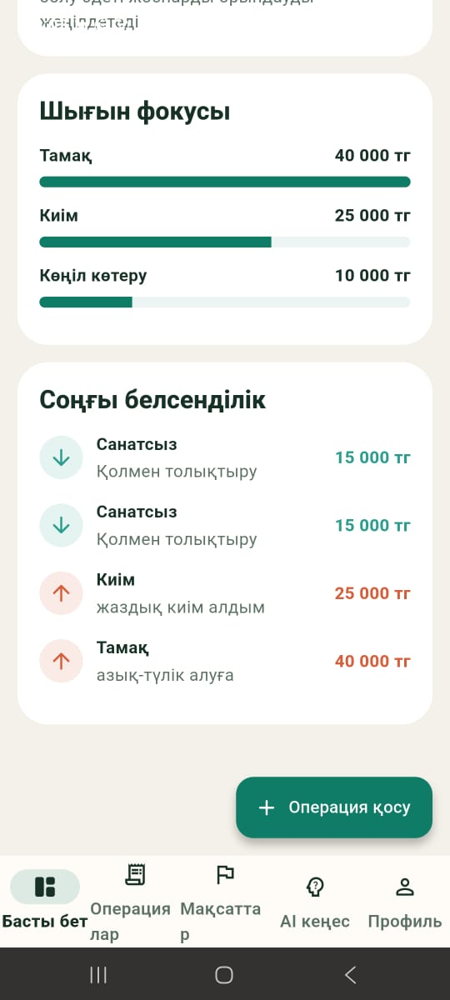 жеңілдетеді
Шығын фокусы
Тамақ 40 000 тг
Киім 25 000 тг
Көңіл көтеру 10 000 тг
Соңғы белсенділік
Санатсыз
Қолмен толықтыру
15 000 тг
Санатсыз
Қолмен толықтыру
15 000 тг
Киім
жаздық киім алдым
25 000 тг
Тамақ
азық-түлік алуға
40 000 тг
+ Операция қосу
Басты бет
Операция
лар
Мақсатта
р
AI кеңес
Профиль